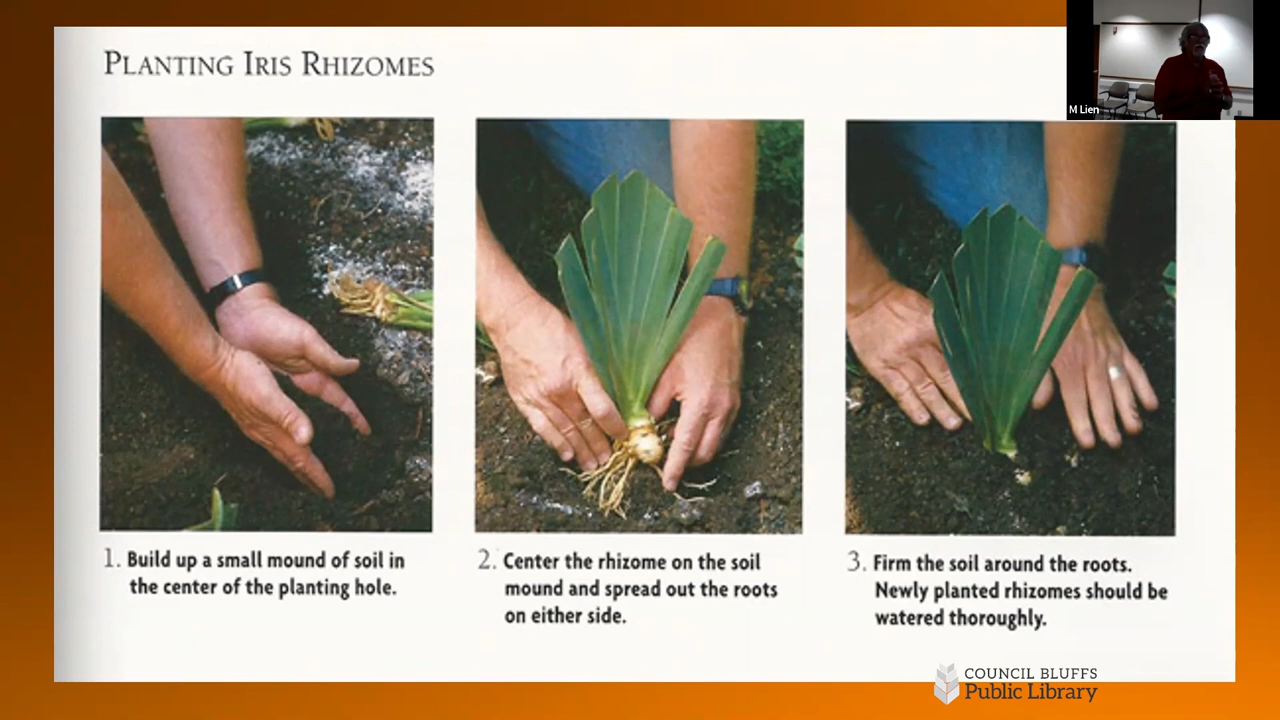 PLANTING IRIS RHIZOMES
M Lien
1. Build up a small mound of soil in
the center of the planting hole.
2. Center the rhizome on the soil
mound and spread out the roots
on either side.
3. Firm the soil around the roots.
Newly planted rhizomes should be
watered thoroughly.
COUNCIL BLUFFS
Public Library